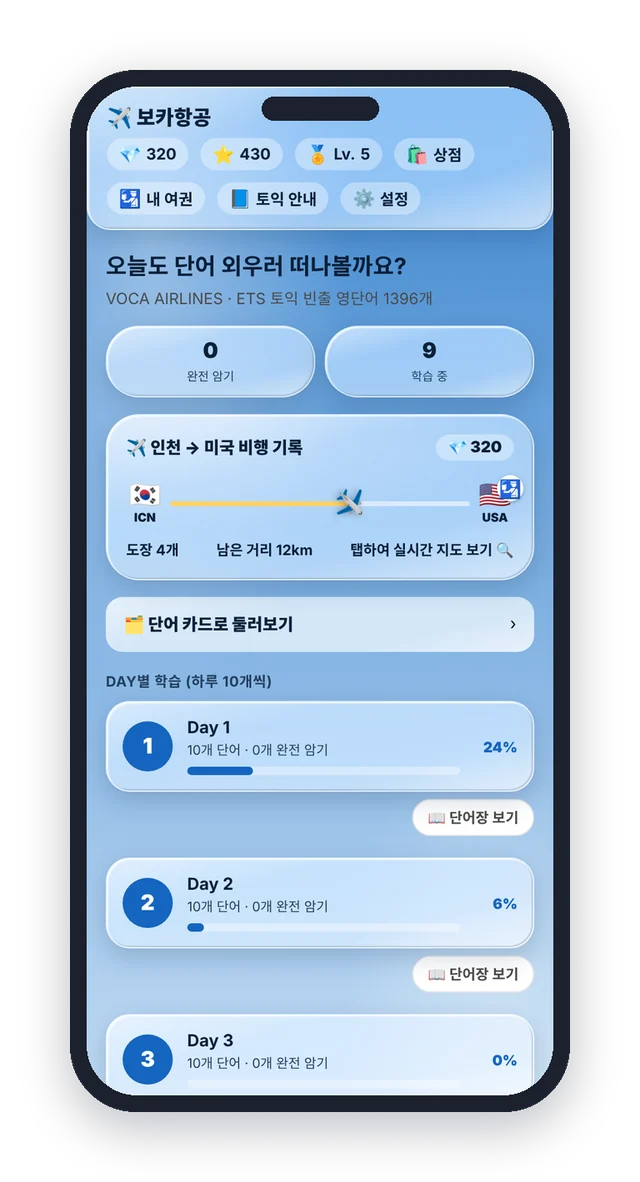 ✈️ 보카항공
💎 320 ⭐ 430 🏅 Lv. 5 🛍️ 상점
🛂 내 여권 📘 토익 안내 ⚙️ 설정
오늘도 단어 외우러 떠나볼까요?
VOCA AIRLINES · ETS 토익 빈출 영단어 1396개
0 9
완전 암기 학습 중
✈️ 인천 → 미국 비행 기록 💎 320
ICN USA
도장 4개 남은 거리 12km 탭하여 실시간 지도 보기 🔍
🗂️ 단어 카드로 둘러보기 ›
DAY별 학습 (하루 10개씩)
1 Day 1
10개 단어 · 0개 완전 암기 24%
📖 단어장 보기
2 Day 2
10개 단어 · 0개 완전 암기 6%
📖 단어장 보기
3 Day 3
10개 단어 · 0개 완전 암기 0%